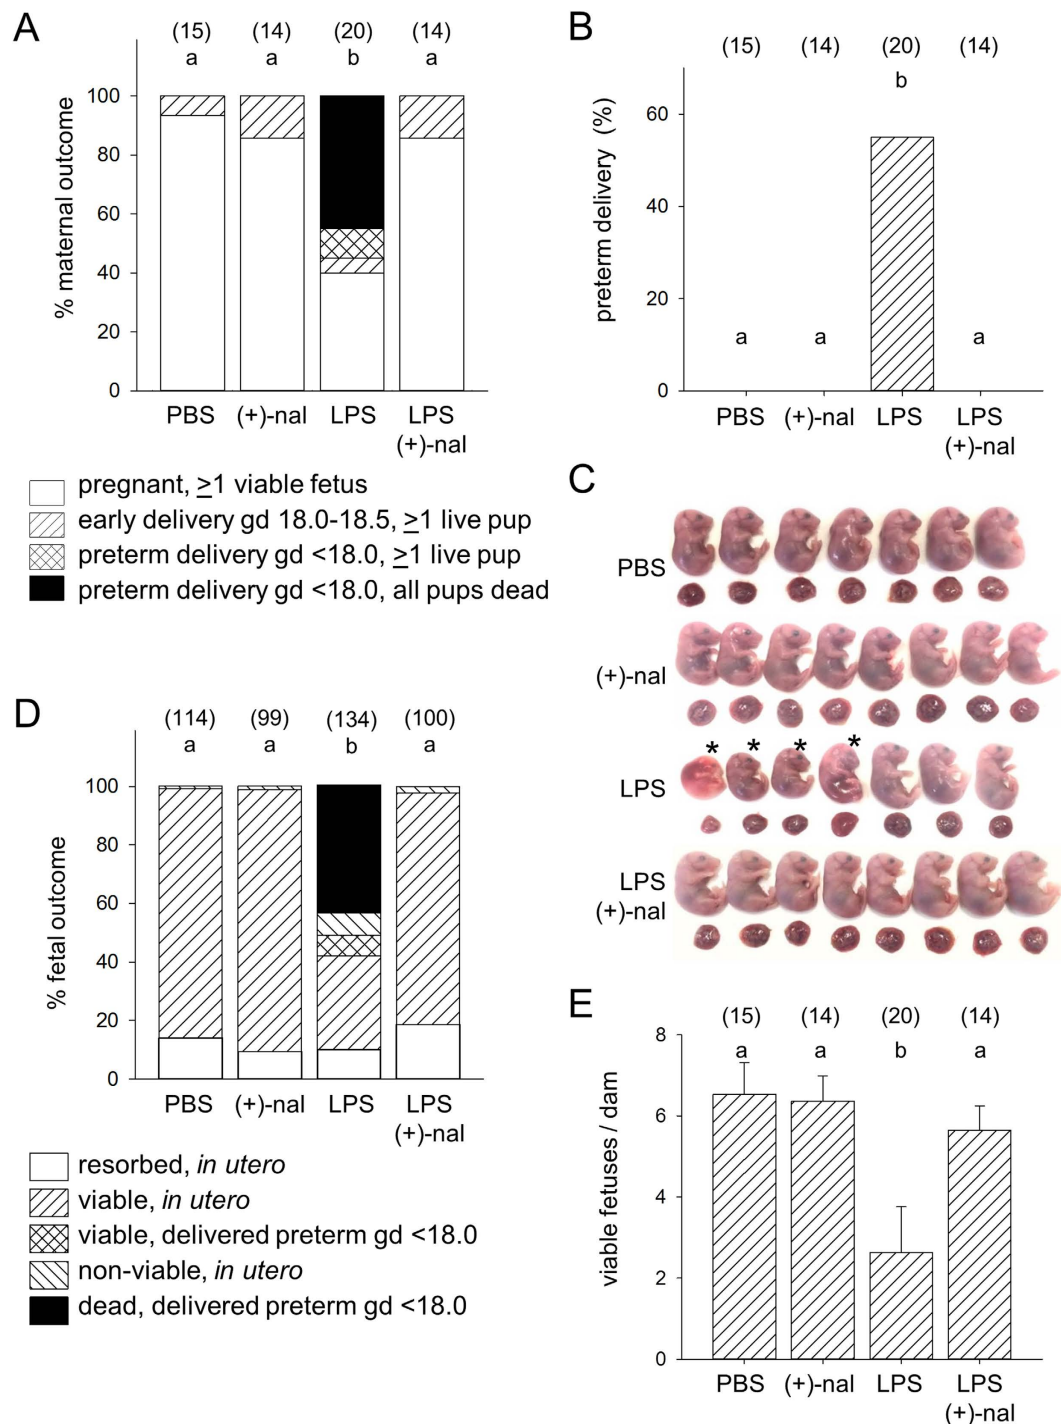 A
(15) (14) (20) (14)
a a b a
100
80
60
40
20
0
% maternal outcome
PBS (+)-nal LPS LPS
(+)-nal
pregnant, ≥1 viable fetus
early delivery gd 18.0-18.5, ≥1 live pup
preterm delivery gd <18.0, ≥1 live pup
preterm delivery gd <18.0, all pups dead
B
(15) (14) (20) (14)
b
60
40
20
0
a a a
preterm delivery (%)
PBS (+)-nal LPS LPS
(+)-nal
C
PBS
(+)-nal
* * * *
LPS
LPS
(+)-nal
D
(114) (99) (134) (100)
a a b a
100
80
60
40
20
0
% fetal outcome
PBS (+)-nal LPS LPS
(+)-nal
resorbed, in utero
viable, in utero
viable, delivered preterm gd <18.0
non-viable, in utero
dead, delivered preterm gd <18.0
E
(15) (14) (20) (14)
a a b a
8
6
4
2
0
viable fetuses / dam
PBS (+)-nal LPS LPS
(+)-nal